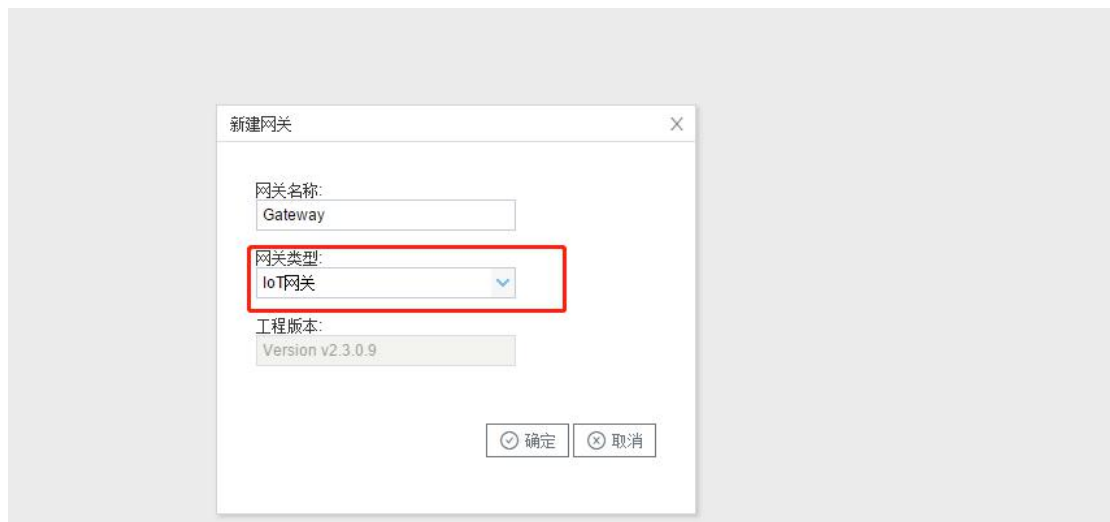 新建网关
网关名称:
Gateway
网关类型:
IoT网关
工程版本:
Version v2.3.0.9
确定 取消